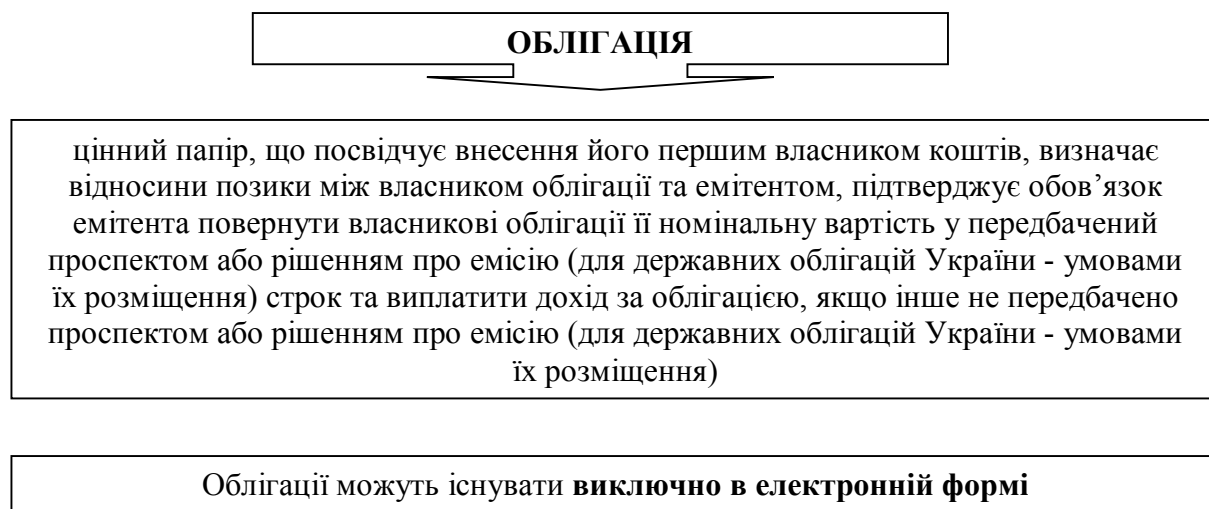 ОБЛІГАЦІЯ
цінний папір, що посвідчує внесення його першим власником коштів, визначає
відносини позики між власником облігації та емітентом, підтверджує обов’язок
емітента повернути власникові облігації її номінальну вартість у передбачений
проспектом або рішенням про емісію (для державних облігацій України - умовами
їх розміщення) строк та виплатити дохід за облігацією, якщо інше не передбачено
проспектом або рішенням про емісію (для державних облігацій України - умовами
їх розміщення)
Облігації можуть існувати виключно в електронній формі